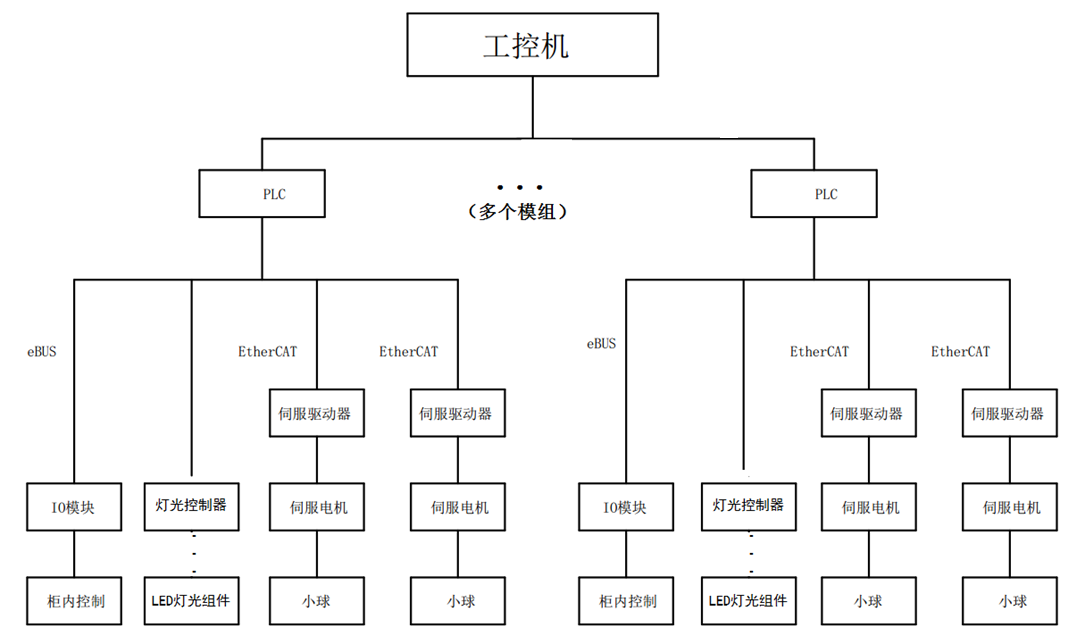 工控机
PLC
• • •
（多个模组）
PLC
eBUS
EtherCAT
EtherCAT
eBUS
EtherCAT
EtherCAT
伺服驱动器
伺服驱动器
伺服驱动器
伺服驱动器
IO模块
灯光控制器
伺服电机
伺服电机
IO模块
灯光控制器
伺服电机
伺服电机
柜内控制
LED灯光组件
小球
小球
柜内控制
LED灯光组件
小球
小球